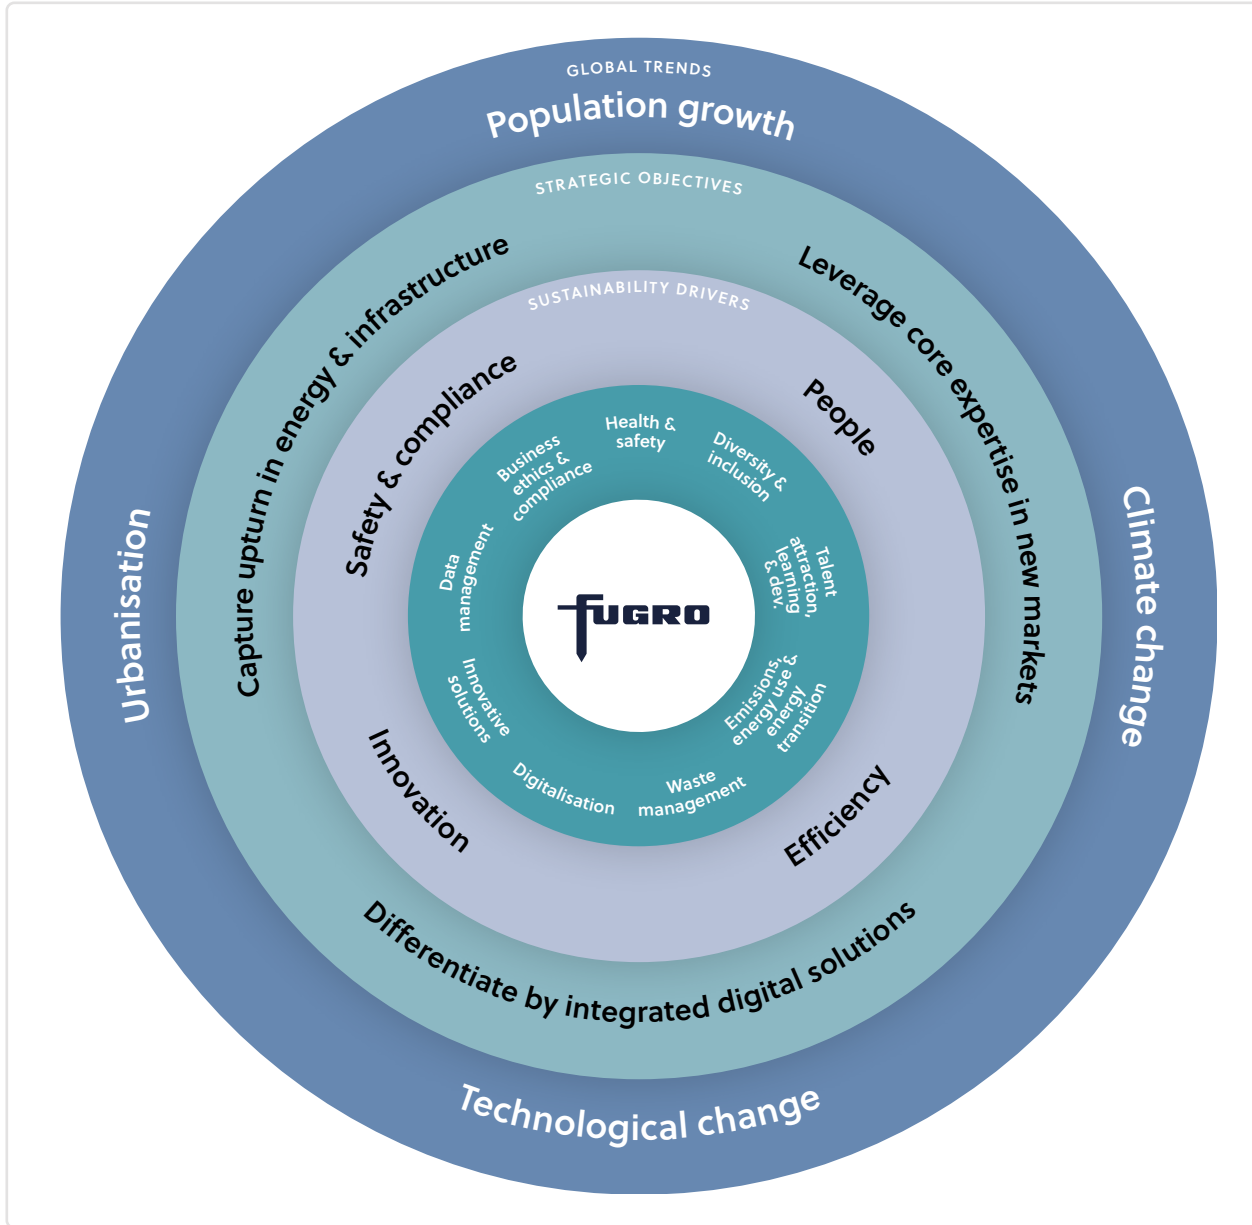 GLOBAL TRENDS
Population growth
Climate change
Technological change
Urbanisation
STRATEGIC OBJECTIVES
Leverage core expertise in new markets
Differentiate by integrated digital solutions
Capture upturn in energy & infrastructure
SUSTAINABILITY DRIVERS
People
Efficiency
Innovation
Safety & compliance
Health &
safety
Diversity &
inclusion
Talent
attraction,
learning
& dev.
Emissions,
energy use &
energy
transition
Waste
management
Digitalisation
Innovative
solutions
Data
management
Business
ethics &
compliance
FUGRO